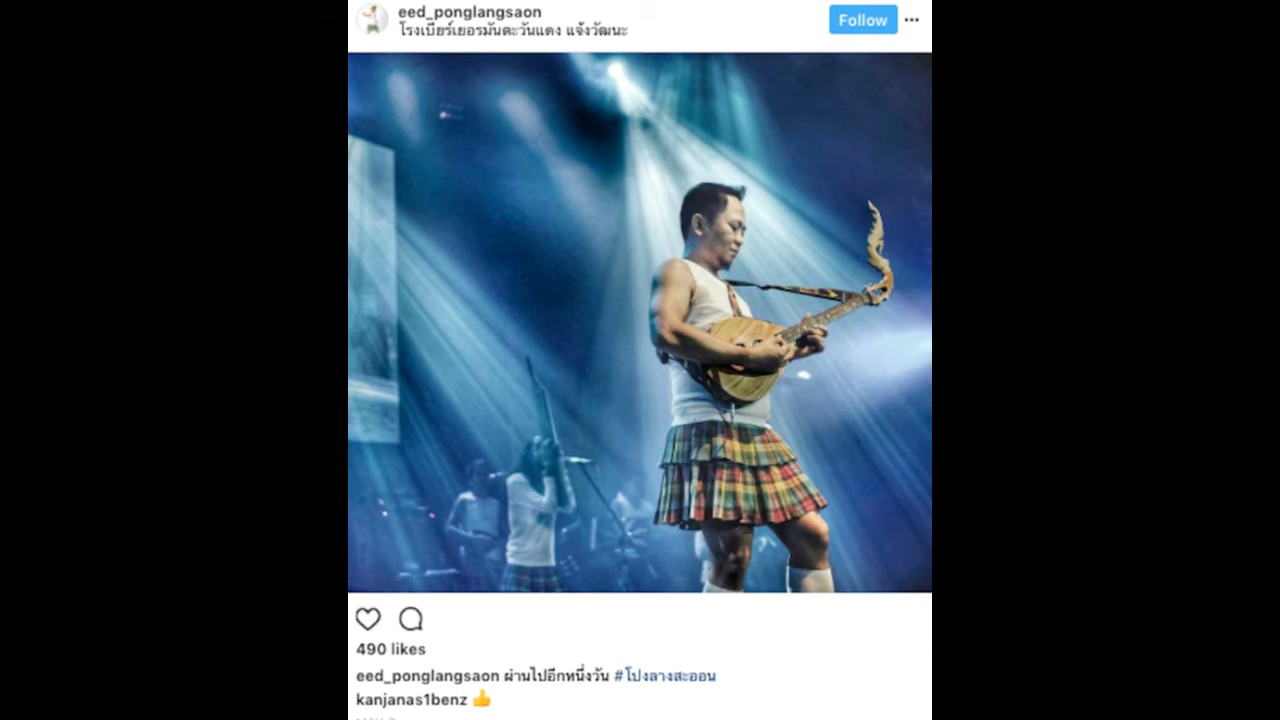 eed_ponglangsaon
โรงเบียร์เยอรมันตะวันแดง แจ้งวัฒนะ
Follow
490 likes
eed_ponglangsaon ผ่านไปอีกหนึ่งวัน #โปงลางสะออน
kanjanas1benz 👍